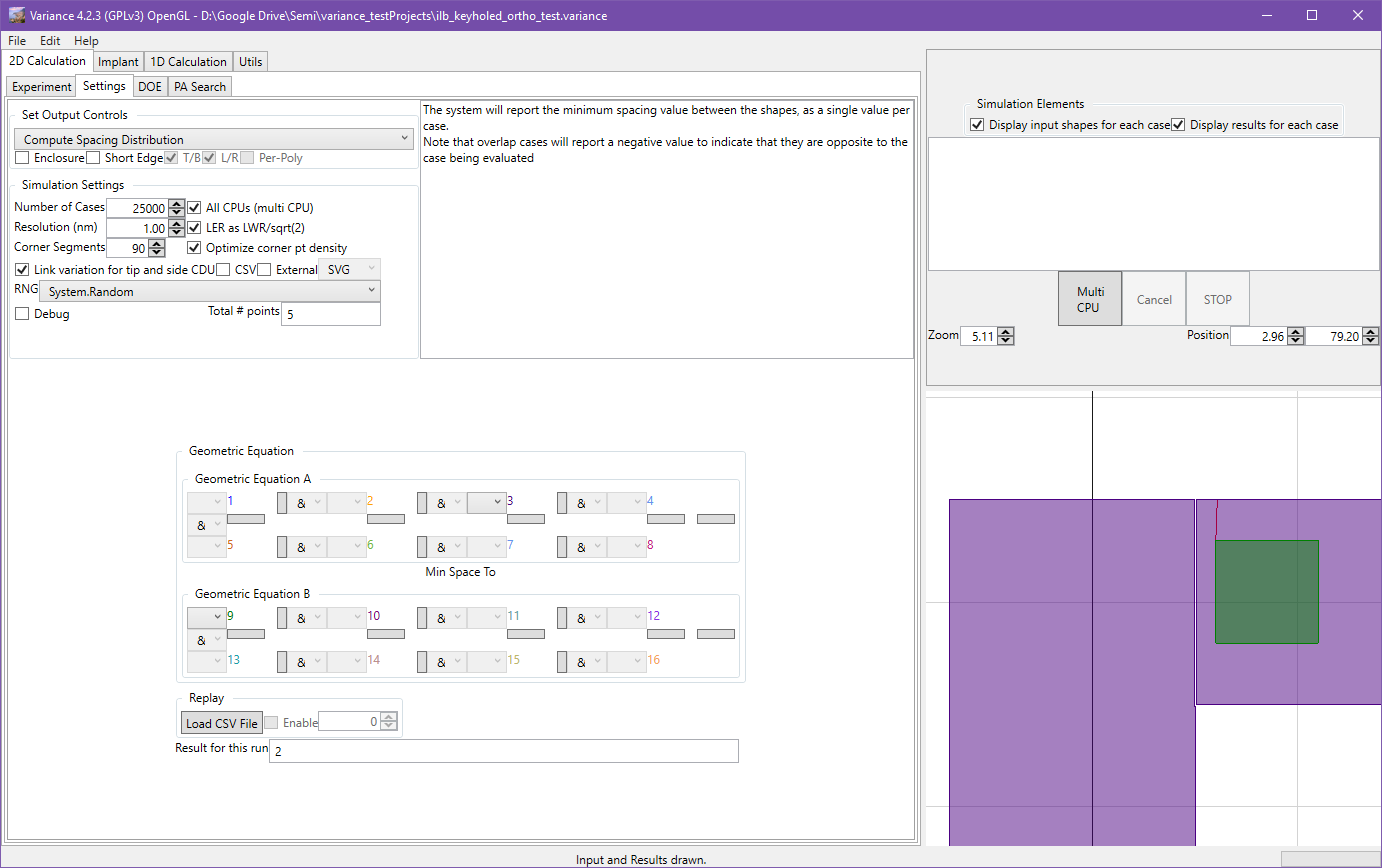 Variance 4.2.3 (GPLv3) OpenGL - D:\Google Drive\Semi\variance_testProjects\ilb_keyholed_ortho_test.variance
File Edit Help
2D Calculation Implant 1D Calculation Utils
Experiment Settings DOE PA Search
Set Output Controls
Compute Spacing Distribution
Enclosure Short Edge T/B L/R Per-Poly
The system will report the minimum spacing value between the shapes, as a single value per
case.
Note that overlap cases will report a negative value to indicate that they are opposite to the
case being evaluated
Simulation Settings
Number of Cases 25000 All CPUs (multi CPU)
Resolution (nm) 1.00 LER as LWR/sqrt(2)
Corner Segments 90 Optimize corner pt density
Link variation for tip and side CDU CSV External SVG
RNG System.Random
Debug Total # points 5
Geometric Equation
Geometric Equation A
1 & 2 & 3 & 4
&
5 & 6 & 7 & 8
Min Space To
Geometric Equation B
9 & 10 & 11 & 12
&
13 & 14 & 15 & 16
Replay
Load CSV File Enable 0
Result for this run 2
Simulation Elements
Display input shapes for each case Display results for each case
Multi
CPU
Cancel STOP
Zoom 5.11 Position 2.96 79.20
Input and Results drawn.